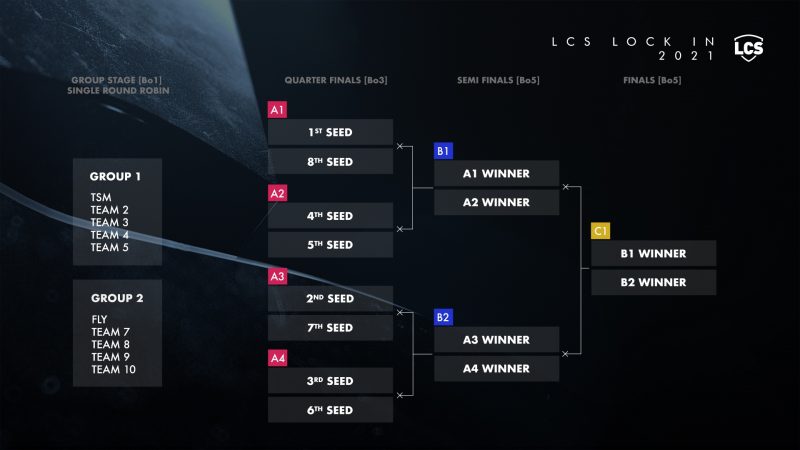 LCS LOCK IN
2021
LCS
GROUP STAGE [Bo1]
SINGLE ROUND ROBIN
QUARTER FINALS [Bo3]
SEMI FINALS [Bo5]
FINALS [Bo5]
GROUP 1
TSM
TEAM 2
TEAM 3
TEAM 4
TEAM 5
GROUP 2
FLY
TEAM 7
TEAM 8
TEAM 9
TEAM 10
A1
1ST SEED
8TH SEED
A2
4TH SEED
5TH SEED
A3
2ND SEED
7TH SEED
A4
3RD SEED
6TH SEED
B1
A1 WINNER
A2 WINNER
B2
A3 WINNER
A4 WINNER
C1
B1 WINNER
B2 WINNER